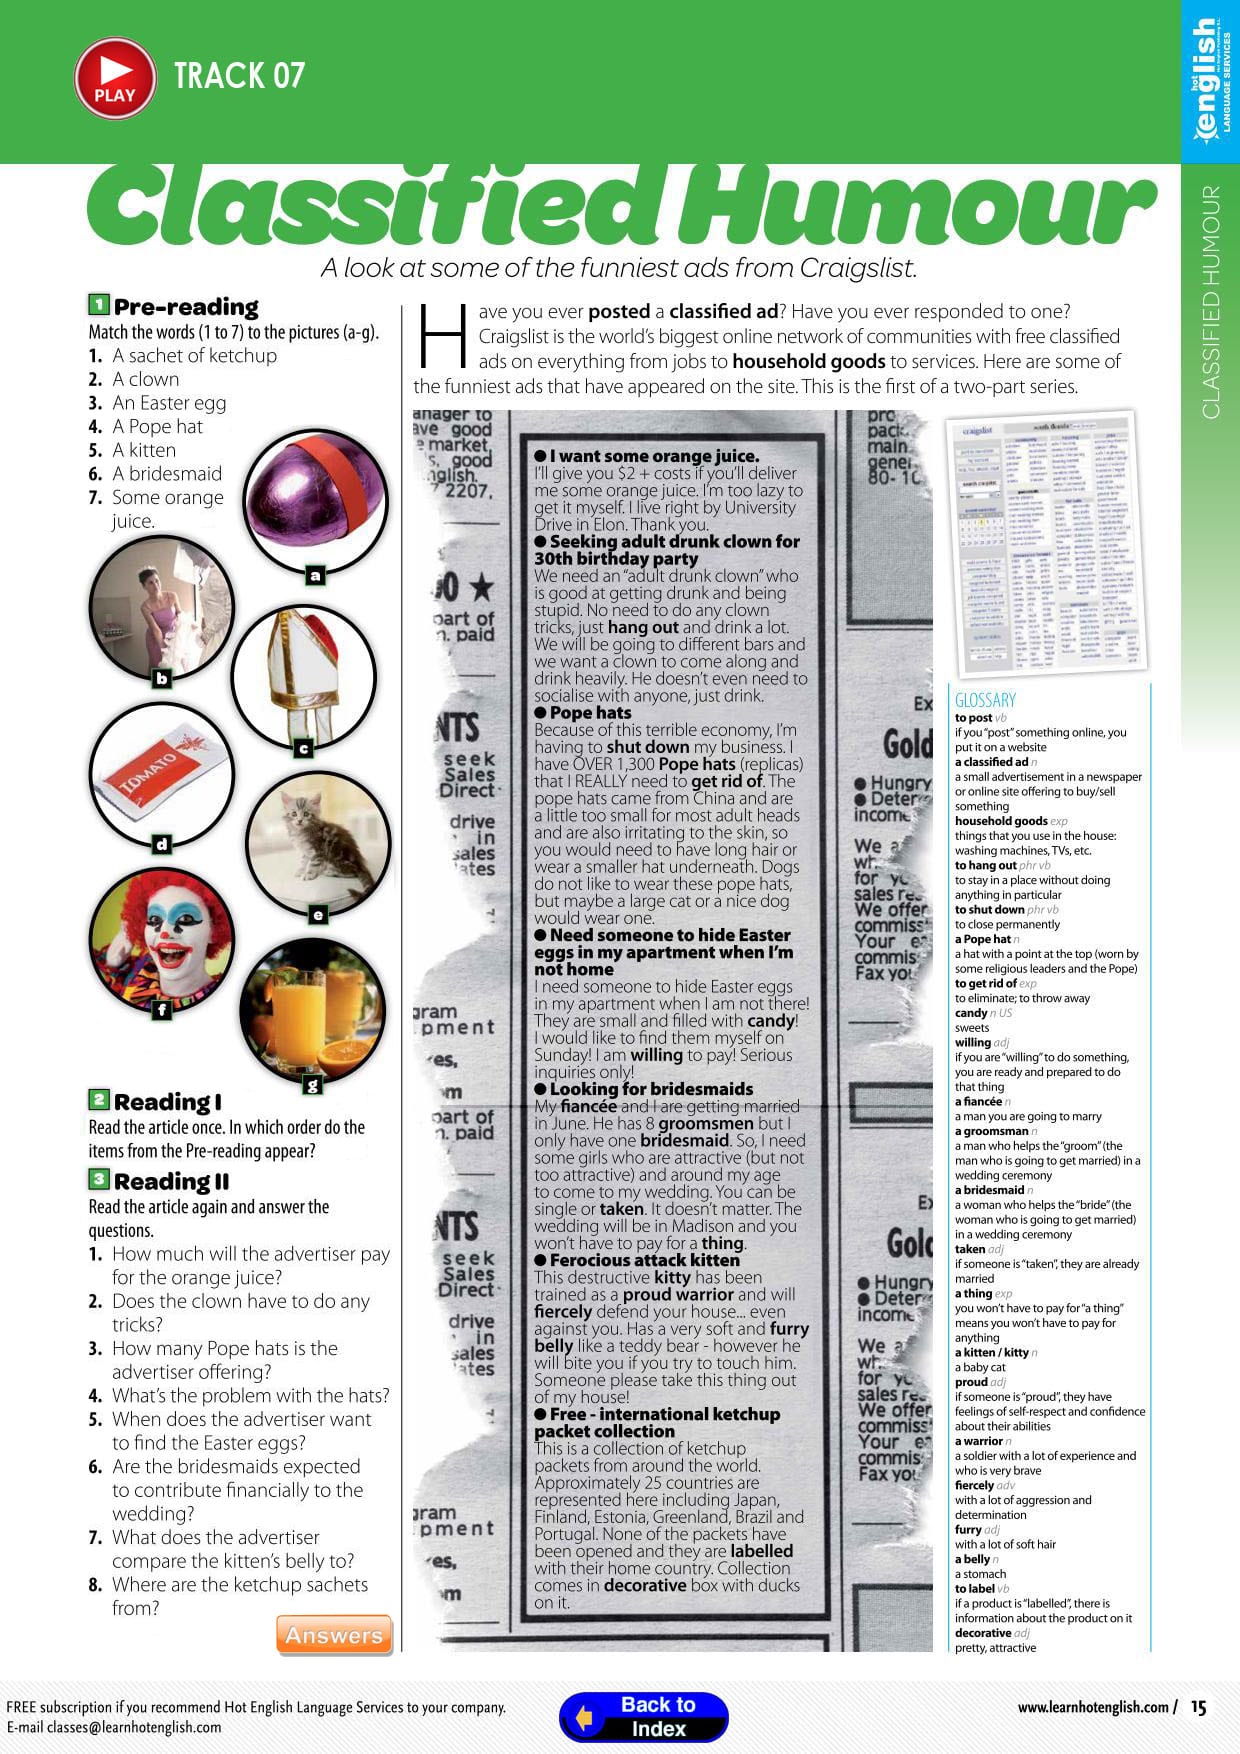 PLAY
TRACK 07
hot
english
LANGUAGE SERVICES
CLASSIFIED HUMOUR
Classified Humour
A look at some of the funniest ads from Craigslist.
1 Pre-reading
Match the words (1 to 7) to the pictures (a-g).
1. A sachet of ketchup
2. A clown
3. An Easter egg
4. A Pope hat
5. A kitten
6. A bridesmaid
7. Some orange
juice.
a
b
c
TOMATO
d
e
f
g
2 Reading I
Read the article once. In which order do the
items from the Pre-reading appear?
3 Reading II
Read the article again and answer the
questions.
1. How much will the advertiser pay
for the orange juice?
2. Does the clown have to do any
tricks?
3. How many Pope hats is the
advertiser offering?
4. What's the problem with the hats?
5. When does the advertiser want
to find the Easter eggs?
6. Are the bridesmaids expected
to contribute financially to the
wedding?
7. What does the advertiser
compare the kitten's belly to?
8. Where are the ketchup sachets
from?
Answers
Have you ever posted a classified ad? Have you ever responded to one?
Craigslist is the world's biggest online network of communities with free classified
ads on everything from jobs to household goods to services. Here are some of
the funniest ads that have appeared on the site. This is the first of a two-part series.
● I want some orange juice.
I'll give you $2 + costs if you'll deliver
me some orange juice. I'm too lazy to
get it myself. I live right by University
Drive in Elon. Thank you.
● Seeking adult drunk clown for
30th birthday party
We need an "adult drunk clown" who
is good at getting drunk and being
stupid. No need to do any clown
tricks, just hang out and drink a lot.
We will be going to different bars and
we want a clown to come along and
drink heavily. He doesn't even need to
socialise with anyone, just drink.
● Pope hats
Because of this terrible economy, I'm
having to shut down my business. I
have OVER 1,300 Pope hats (replicas)
that I REALLY need to get rid of. The
pope hats came from China and are
a little too small for most adult heads
and are also irritating to the skin, so
you would need to have long hair or
wear a smaller hat underneath. Dogs
do not like to wear these pope hats,
but maybe a large cat or a nice dog
would wear one.
● Need someone to hide Easter
eggs in my apartment when I'm
not home
I need someone to hide Easter eggs
in my apartment when I am not there!
They are small and filled with candy!
I would like to find them myself on
Sunday! I am willing to pay! Serious
inquiries only!
● Looking for bridesmaids
My fiancée and I are getting married
in June. He has 8 groomsmen but I
only have one bridesmaid. So, I need
some girls who are attractive (but not
too attractive) and around my age
to come to my wedding. You can be
single or taken. It doesn't matter. The
wedding will be in Madison and you
won't have to pay for a thing.
● Ferocious attack kitten
This destructive kitty has been
trained as a proud warrior and will
fiercely defend your house... even
against you. Has a very soft and furry
belly like a teddy bear - however he
will bite you if you try to touch him.
Someone please take this thing out
of my house!
● Free - international ketchup
packet collection
This is a collection of ketchup
packets from around the world.
Approximately 25 countries are
represented here including Japan,
Finland, Estonia, Greenland, Brazil and
Portugal. None of the packets have
been opened and they are labelled
with their home country. Collection
comes in decorative box with ducks
on it.
craigslist
south florida
GLOSSARY
to post vb
if you "post" something online, you
put it on a website
a classified ad n
a small advertisement in a newspaper
or online site offering to buy/sell
something
household goods exp
things that you use in the house:
washing machines, TVs, etc.
to hang out phr vb
to stay in a place without doing
anything in particular
to shut down phr vb
to close permanently
a Pope hat n
a hat with a point at the top (worn by
some religious leaders and the Pope)
to get rid of exp
to eliminate; to throw away
candy n US
sweets
willing adj
if you are "willing" to do something,
you are ready and prepared to do
that thing
a fiancée n
a man you are going to marry
a groomsman n
a man who helps the "groom" (the
man who is going to get married) in a
wedding ceremony
a bridesmaid n
a woman who helps the "bride" (the
woman who is going to get married)
in a wedding ceremony
taken adj
if someone is "taken", they are already
married
a thing exp
you won't have to pay for "a thing"
means you won't have to pay for
anything
a kitten / kitty n
a baby cat
proud adj
if someone is "proud", they have
feelings of self-respect and confidence
about their abilities
a warrior n
a soldier with a lot of experience and
who is very brave
fiercely adv
with a lot of aggression and
determination
furry adj
with a lot of soft hair
a belly n
a stomach
to label vb
if a product is "labelled", there is
information about the product on it
decorative adj
pretty, attractive
FREE subscription if you recommend Hot English Language Services to your company.
E-mail classes@learnhotenglish.com
Back to
Index
www.learnhotenglish.com / 15